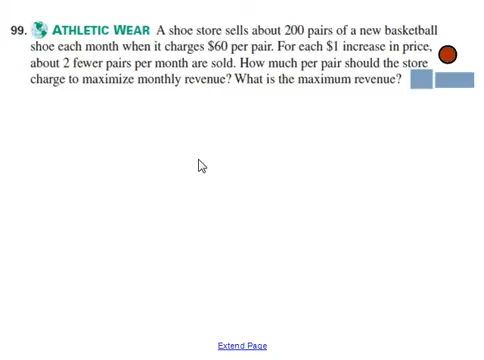 99. ATHLETIC WEAR A shoe store sells about 200 pairs of a new basketball
shoe each month when it charges $60 per pair. For each $1 increase in price,
about 2 fewer pairs per month are sold. How much per pair should the store
charge to maximize monthly revenue? What is the maximum revenue?
Extend Page